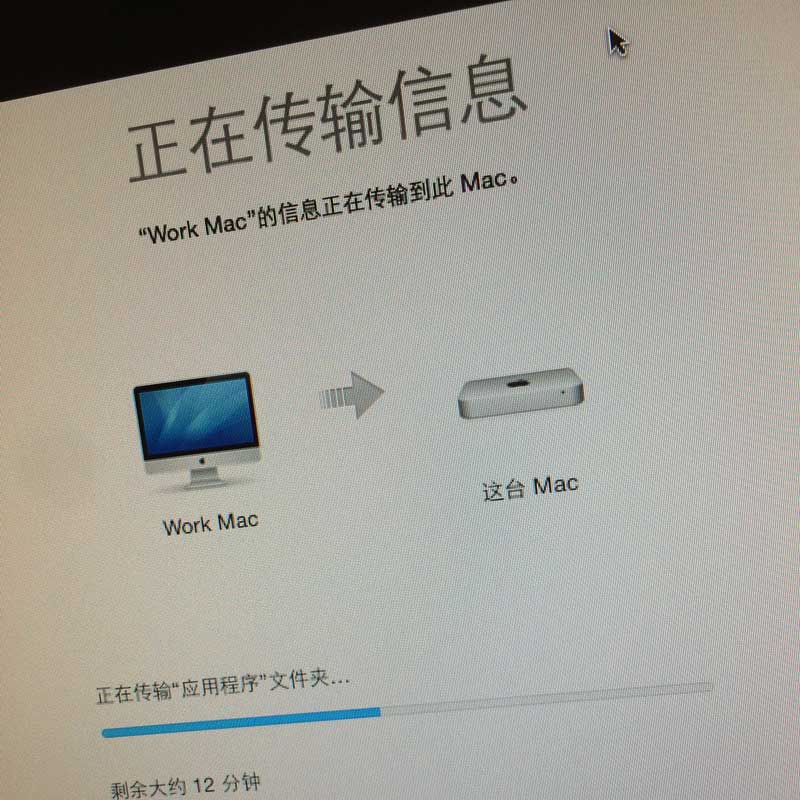 正在传输信息
“Work Mac”的信息正在传输到此 Mac。
Work Mac
这台 Mac
正在传输“应用程序”文件夹...
剩余大约 12 分钟